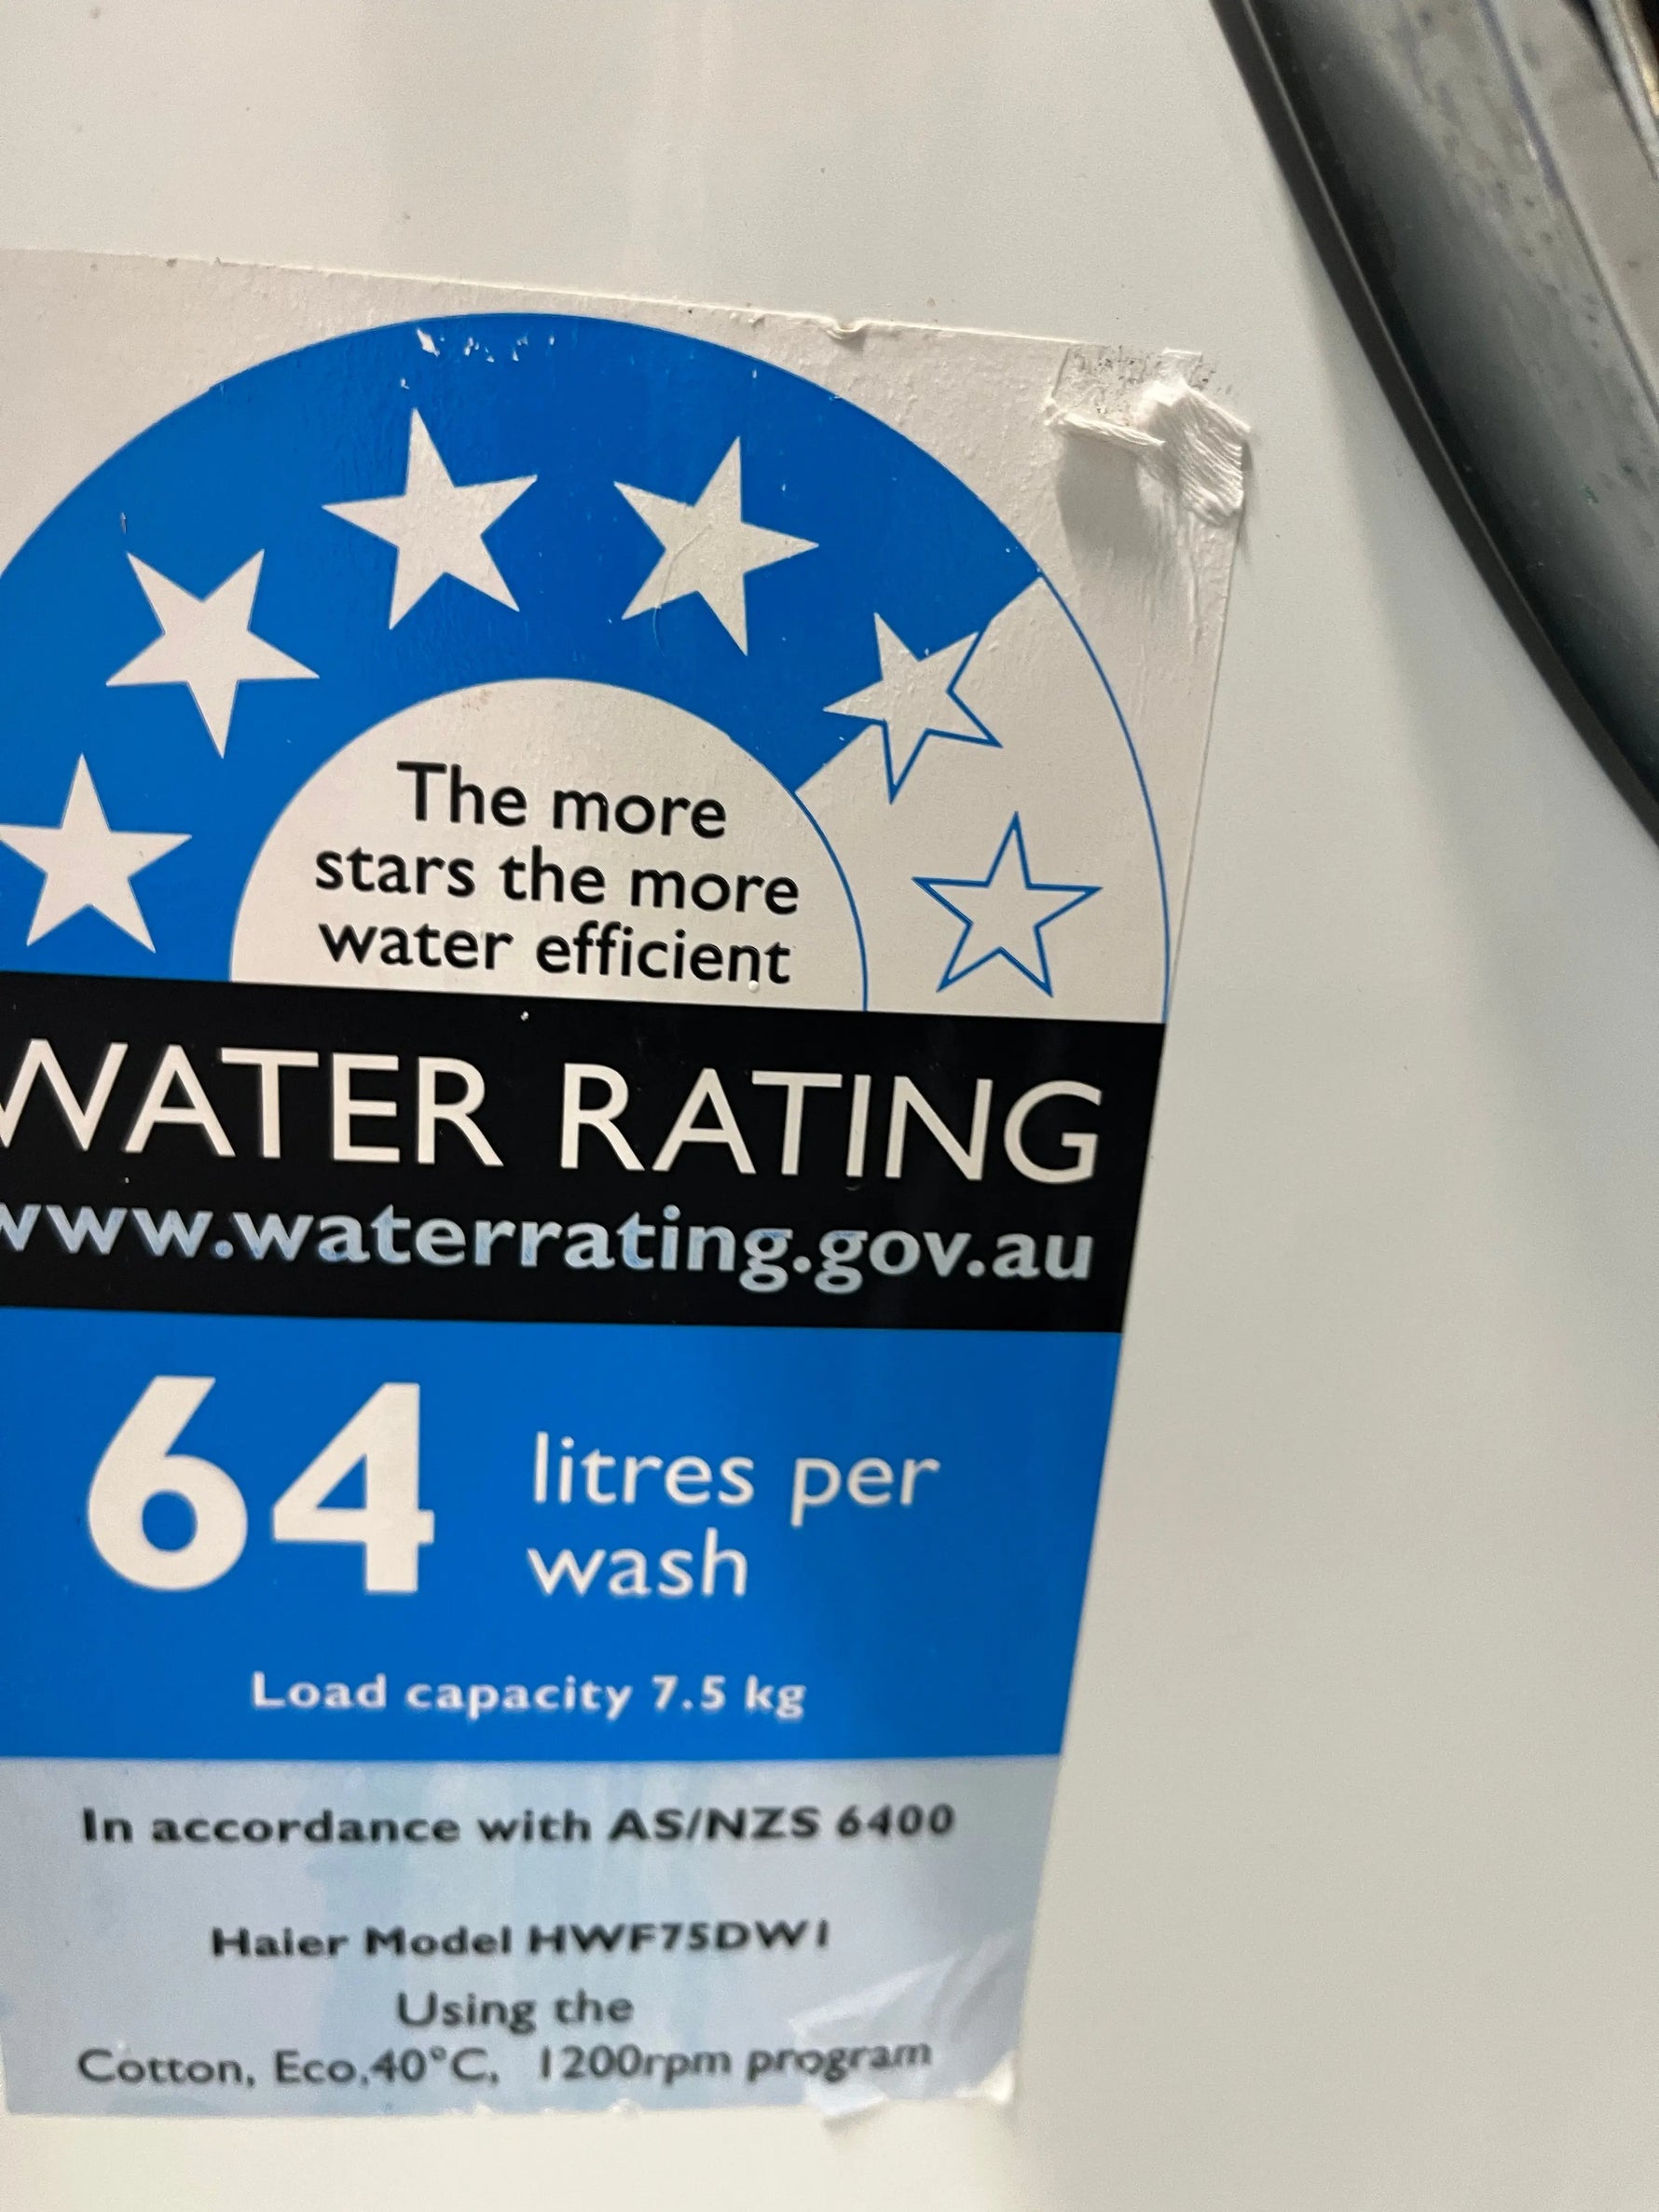 The more
stars the more
water efficient
WATER RATING
www.waterrating.gov.au
64 litres per
wash
Load capacity 7.5 kg
In accordance with AS/NZS 6400
Haier Model HWF75DW1
Using the
Cotton, Eco,40°C, 1200rpm program